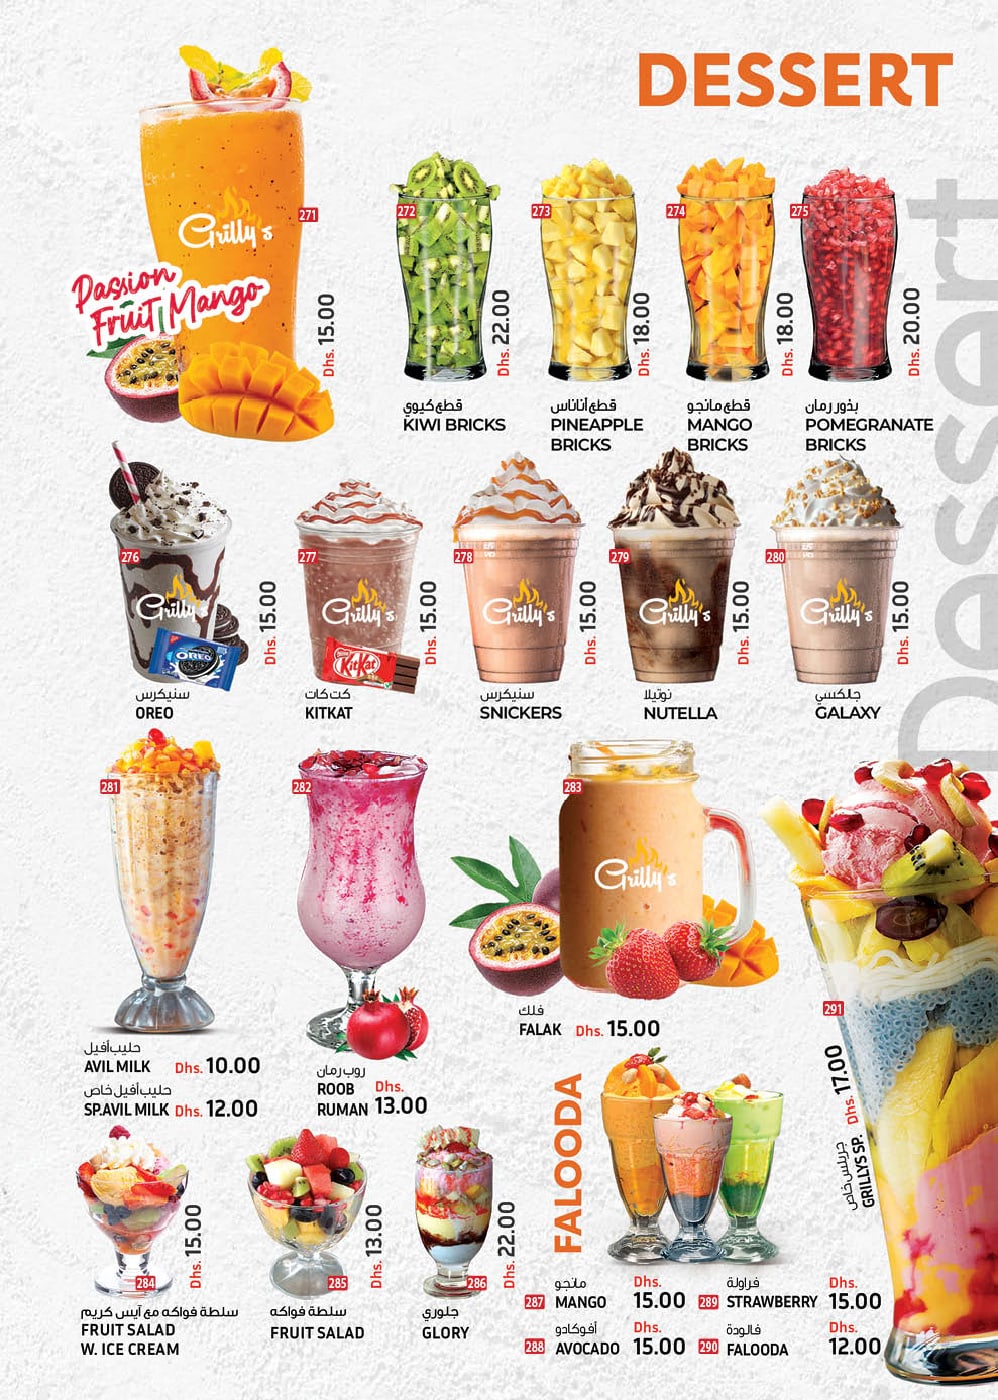 DESSERT
Dessert
Grilly's
271
Passion
Fruit Mango
Dhs. 15.00
272
Dhs. 22.00
قطع كيوي
KIWI BRICKS
273
Dhs. 18.00
قطع أناناس
PINEAPPLE
BRICKS
274
Dhs. 18.00
قطع مانجو
MANGO
BRICKS
275
Dhs. 20.00
بذور رمان
POMEGRANATE
BRICKS
276
Grilly's
OREO
Dhs. 15.00
سنيكرس
OREO
277
Grilly's
KitKat
Dhs. 15.00
كت كات
KITKAT
278
Grilly's
Dhs. 15.00
سنيكرس
SNICKERS
279
Grilly's
Dhs. 15.00
نوتيلا
NUTELLA
280
Grilly's
Dhs. 15.00
جالكسي
GALAXY
281
حليب أفيل
AVIL MILK Dhs. 10.00
حليب أفيل خاص
SP.AVIL MILK Dhs. 12.00
282
روب رمان
ROOB
RUMAN
Dhs.
13.00
283
Grilly's
فلك
FALAK Dhs. 15.00
284
Dhs. 15.00
سلطة فواكه مع آيس كريم
FRUIT SALAD
W. ICE CREAM
285
Dhs. 13.00
سلطة فواكه
FRUIT SALAD
286
Dhs. 22.00
جلوري
GLORY
FALOODA
مانجو
287 MANGO Dhs. 15.00
أفوكادو
288 AVOCADO Dhs. 15.00
فراولة
289 STRAWBERRY Dhs. 15.00
فالودة
290 FALOODA Dhs. 12.00
291
Dhs. 17.00
جريلس خاص
GRILLYS SP.